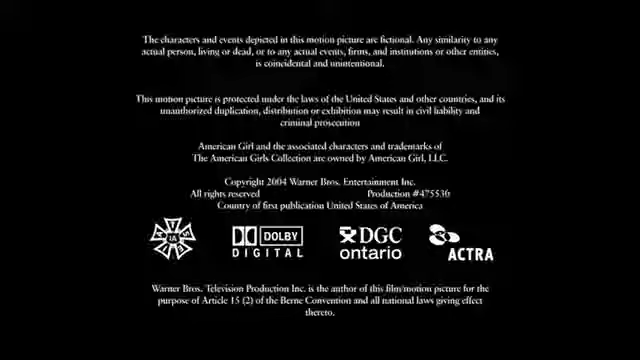 The characters and events depicted in this motion picture are fictional. Any similarity to any
actual person, living or dead, or to any actual events, firms, and institutions or other entities,
is coincidental and unintentional.
This motion picture is protected under the laws of the United States and other countries, and its
unauthorized duplication, distribution or exhibition may result in civil liability and
criminal prosecution
American Girl and the associated characters and trademarks of
The American Girls Collection are owned by American Girl, LLC.
Copyright 2004 Warner Bros. Entertainment Inc.
All rights reserved Production #475536
Country of first publication United States of America
IATSE
DOLBY
DIGITAL
DGC
ontario
ACTRA
Warner Bros. Television Production Inc. is the author of this film/motion picture for the
purpose of Article 15 (2) of the Berne Convention and all national laws giving effect
thereto.